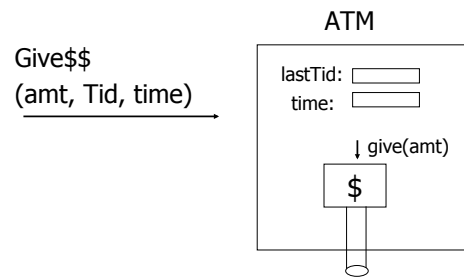 ATM
Give$$
(amt, Tid, time)
lastTid:
time:
give(amt)
$